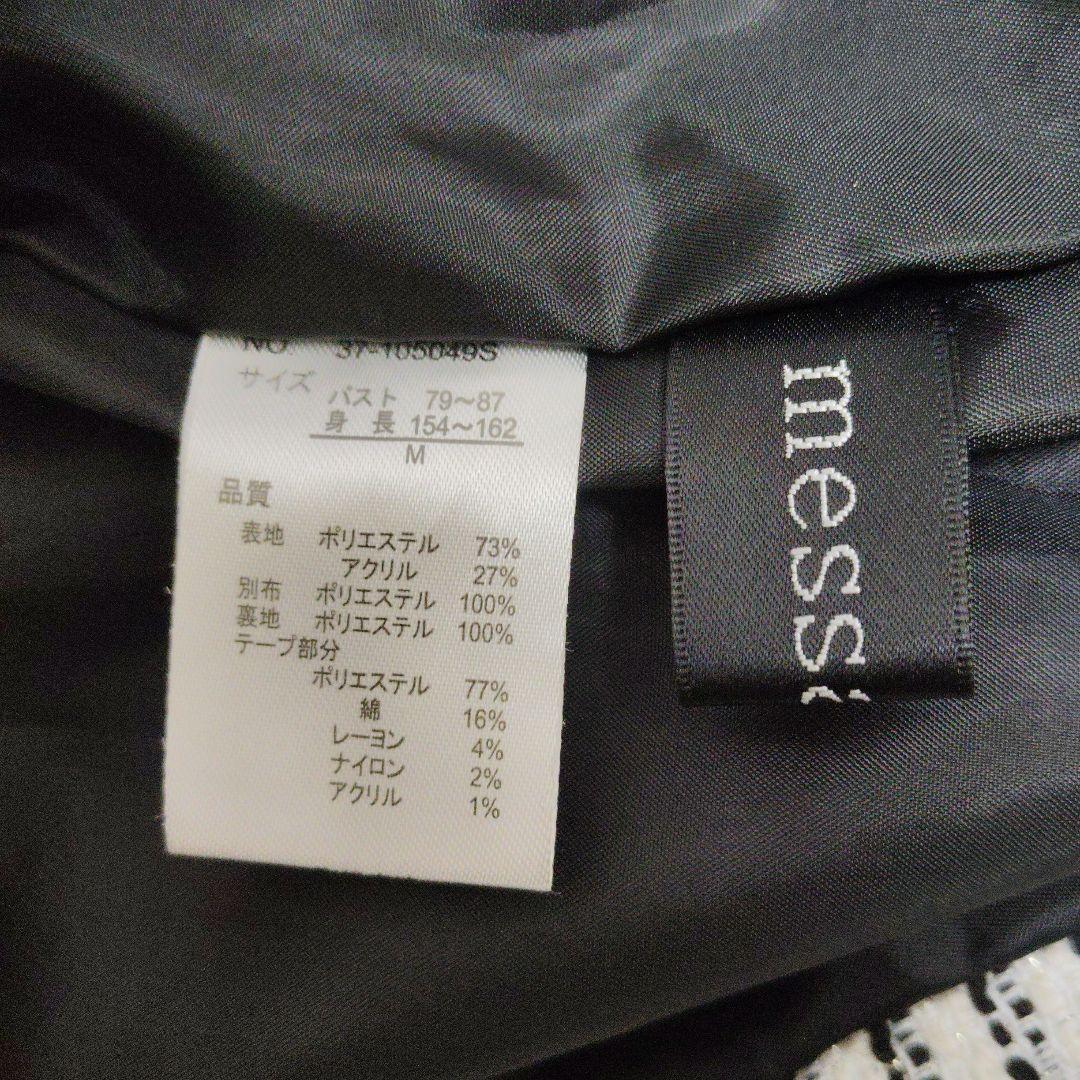 NO. 37-105049S
サイズ
バスト 79~87
身 長 154~162
M
品質
表地 ポリエステル 73%
アクリル 27%
別布 ポリエステル 100%
裏地 ポリエステル 100%
テープ部分
ポリエステル 77%
綿 16%
レーヨン 4%
ナイロン 2%
アクリル 1%
mess